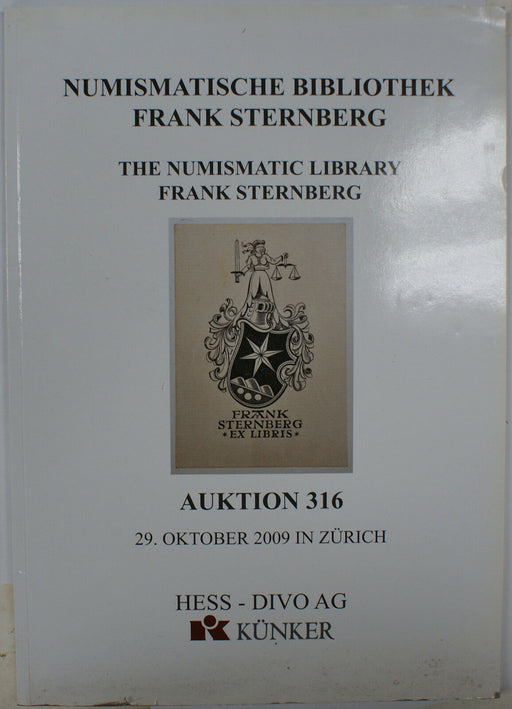 NUMISMATISCHE BIBLIOTHEK
FRANK STERNBERG
THE NUMISMATIC LIBRARY
FRANK STERNBERG
FRANK
STERNBERG
* EX LIBRIS *
AUKTION 316
29. OKTOBER 2009 IN ZÜRICH
HESS - DIVO AG
KÜNKER